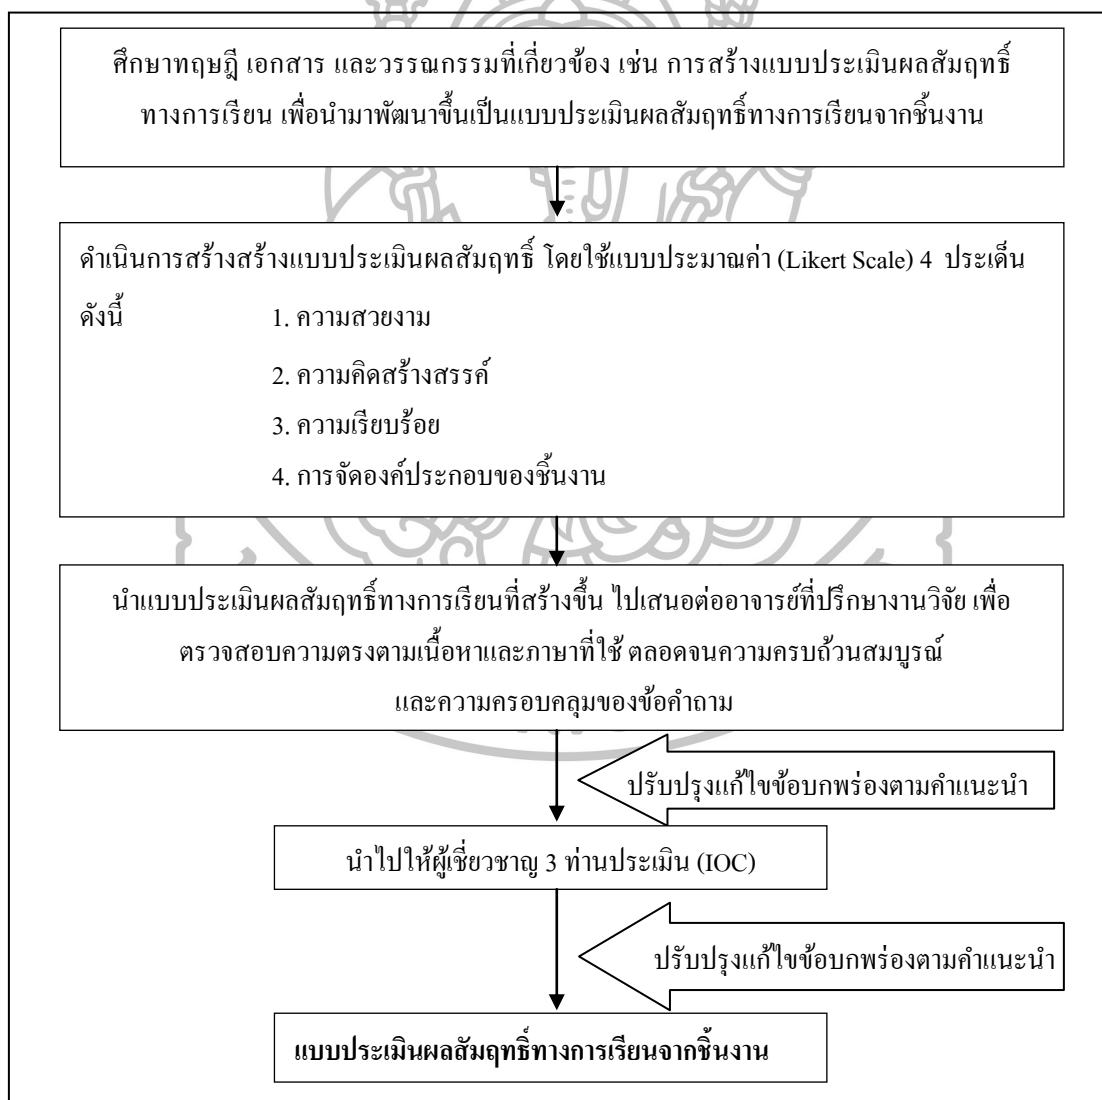 ศึกษาทฤษฎี เอกสาร และวรรณกรรมที่เกี่ยวข้อง เช่น การสร้างแบบประเมินผลสัมฤทธิ์
ทางการเรียน เพื่อนำมาพัฒนาขึ้นเป็นแบบประเมินผลสัมฤทธิ์ทางการเรียนจากชิ้นงาน
ดำเนินการสร้างสร้างแบบประเมินผลสัมฤทธิ์ โดยใช้แบบประมาณค่า (Likert Scale) 4 ประเด็น
ดังนี้ 1. ความสวยงาม
2. ความคิดสร้างสรรค์
3. ความเรียบร้อย
4. การจัดองค์ประกอบของชิ้นงาน
นำแบบประเมินผลสัมฤทธิ์ทางการเรียนที่สร้างขึ้น ไปเสนอต่ออาจารย์ที่ปรึกษางานวิจัย เพื่อ
ตรวจสอบความตรงตามเนื้อหาและภาษาที่ใช้ ตลอดจนความครบถ้วนสมบูรณ์
และความครอบคลุมของข้อคำถาม
ปรับปรุงแก้ไขข้อบกพร่องตามคำแนะนำ
นำไปให้ผู้เชี่ยวชาญ 3 ท่านประเมิน (IOC)
ปรับปรุงแก้ไขข้อบกพร่องตามคำแนะนำ
แบบประเมินผลสัมฤทธิ์ทางการเรียนจากชิ้นงาน